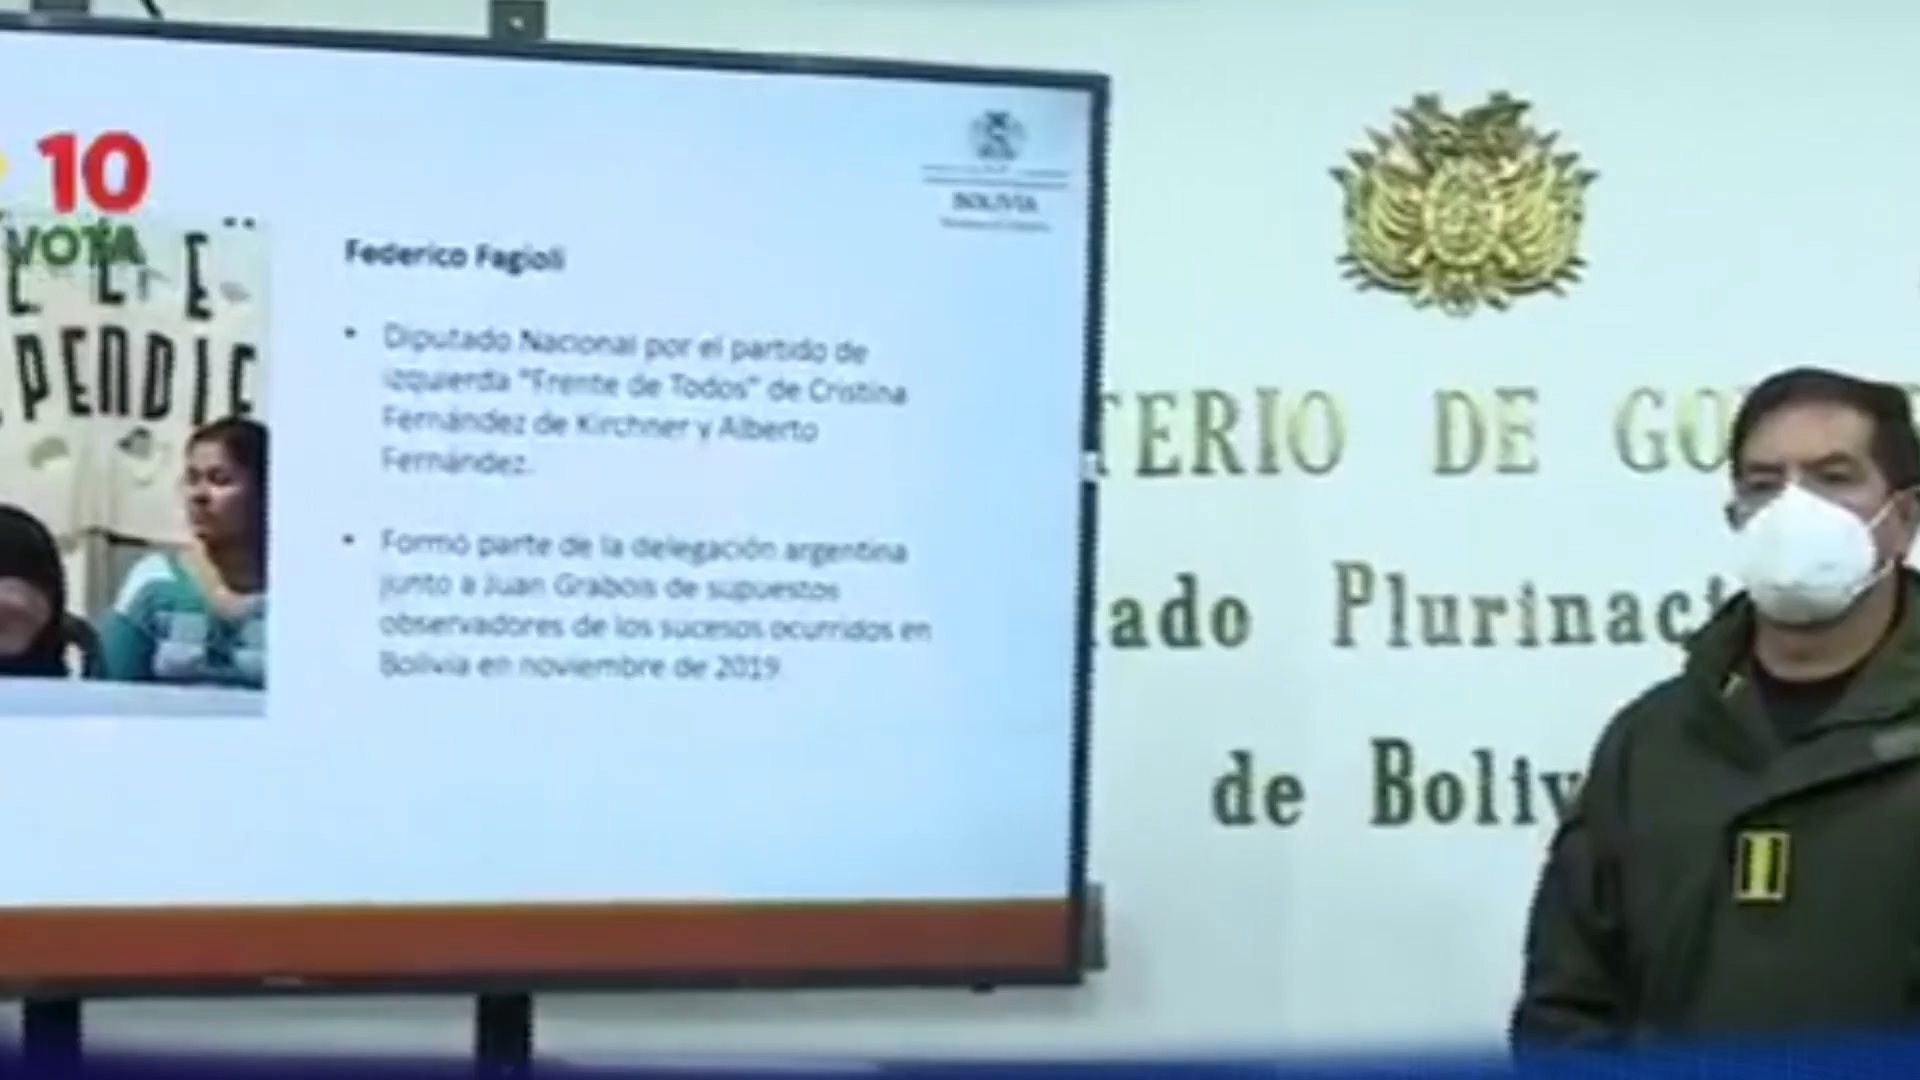 10
VOTA
PENDIE
BOLIVIA
Federico Fagioli
• Diputado Nacional por el partido de
izquierda "Frente de Todos" de Cristina
Fernández de Kirchner y Alberto
Fernández.
• Formó parte de la delegación argentina
junto a Juan Grabois de supuestos
observadores de los sucesos ocurridos en
Bolivia en noviembre de 2019.
TERIO DE GO
tado Plurinaci
de Boliv